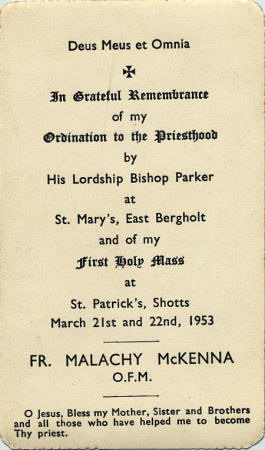 Deus Meus et Omnia
✠
In Grateful Remembrance
of my
Ordination to the Priesthood
by
His Lordship Bishop Parker
at
St. Mary's, East Bergholt
and of my
First Holy Mass
at
St. Patrick's, Shotts
March 21st and 22nd, 1953
FR. MALACHY McKENNA
O.F.M.
O Jesus, Bless my Mother, Sister and Brothers
and all those who have helped me to become
Thy priest.